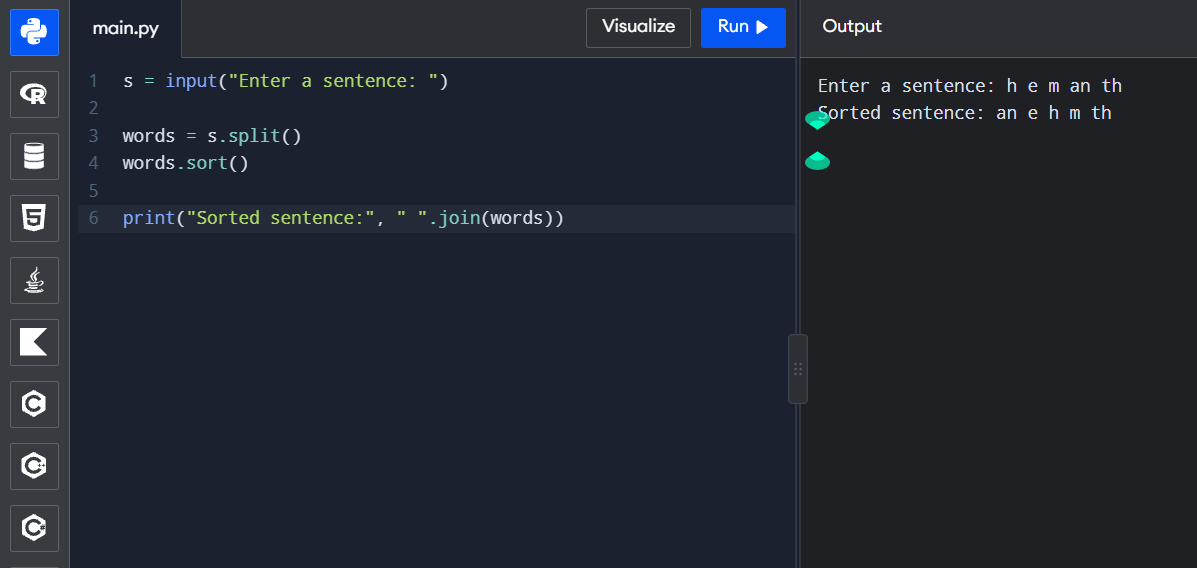 main.py
Visualize
Run
1 s = input("Enter a sentence: ")
2
3 words = s.split()
4 words.sort()
5
6 print("Sorted sentence:", " ".join(words))
Output
Enter a sentence: h e m an th
Sorted sentence: an e h m th